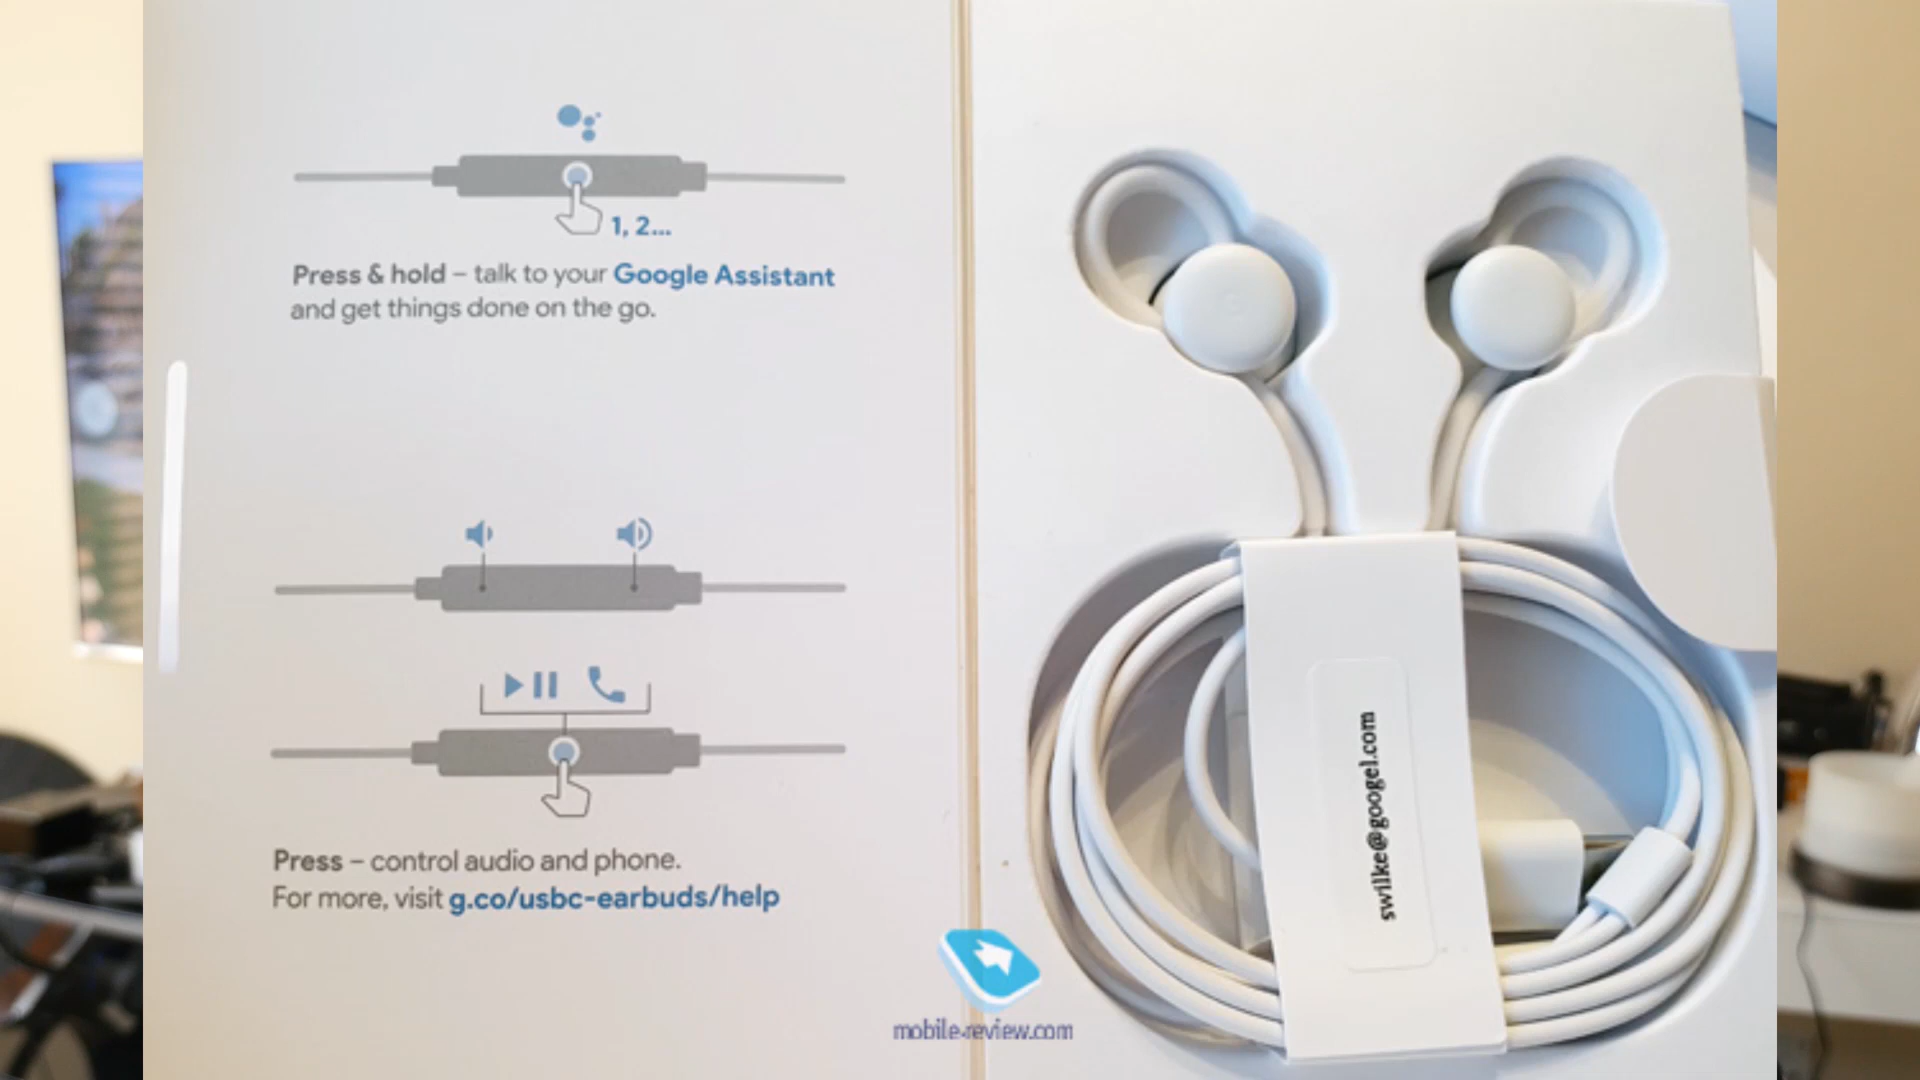 1, 2...
Press & hold – talk to your Google Assistant
and get things done on the go.
Press – control audio and phone.
For more, visit g.co/usbc-earbuds/help
swilke@googel.com
mobile-review.com